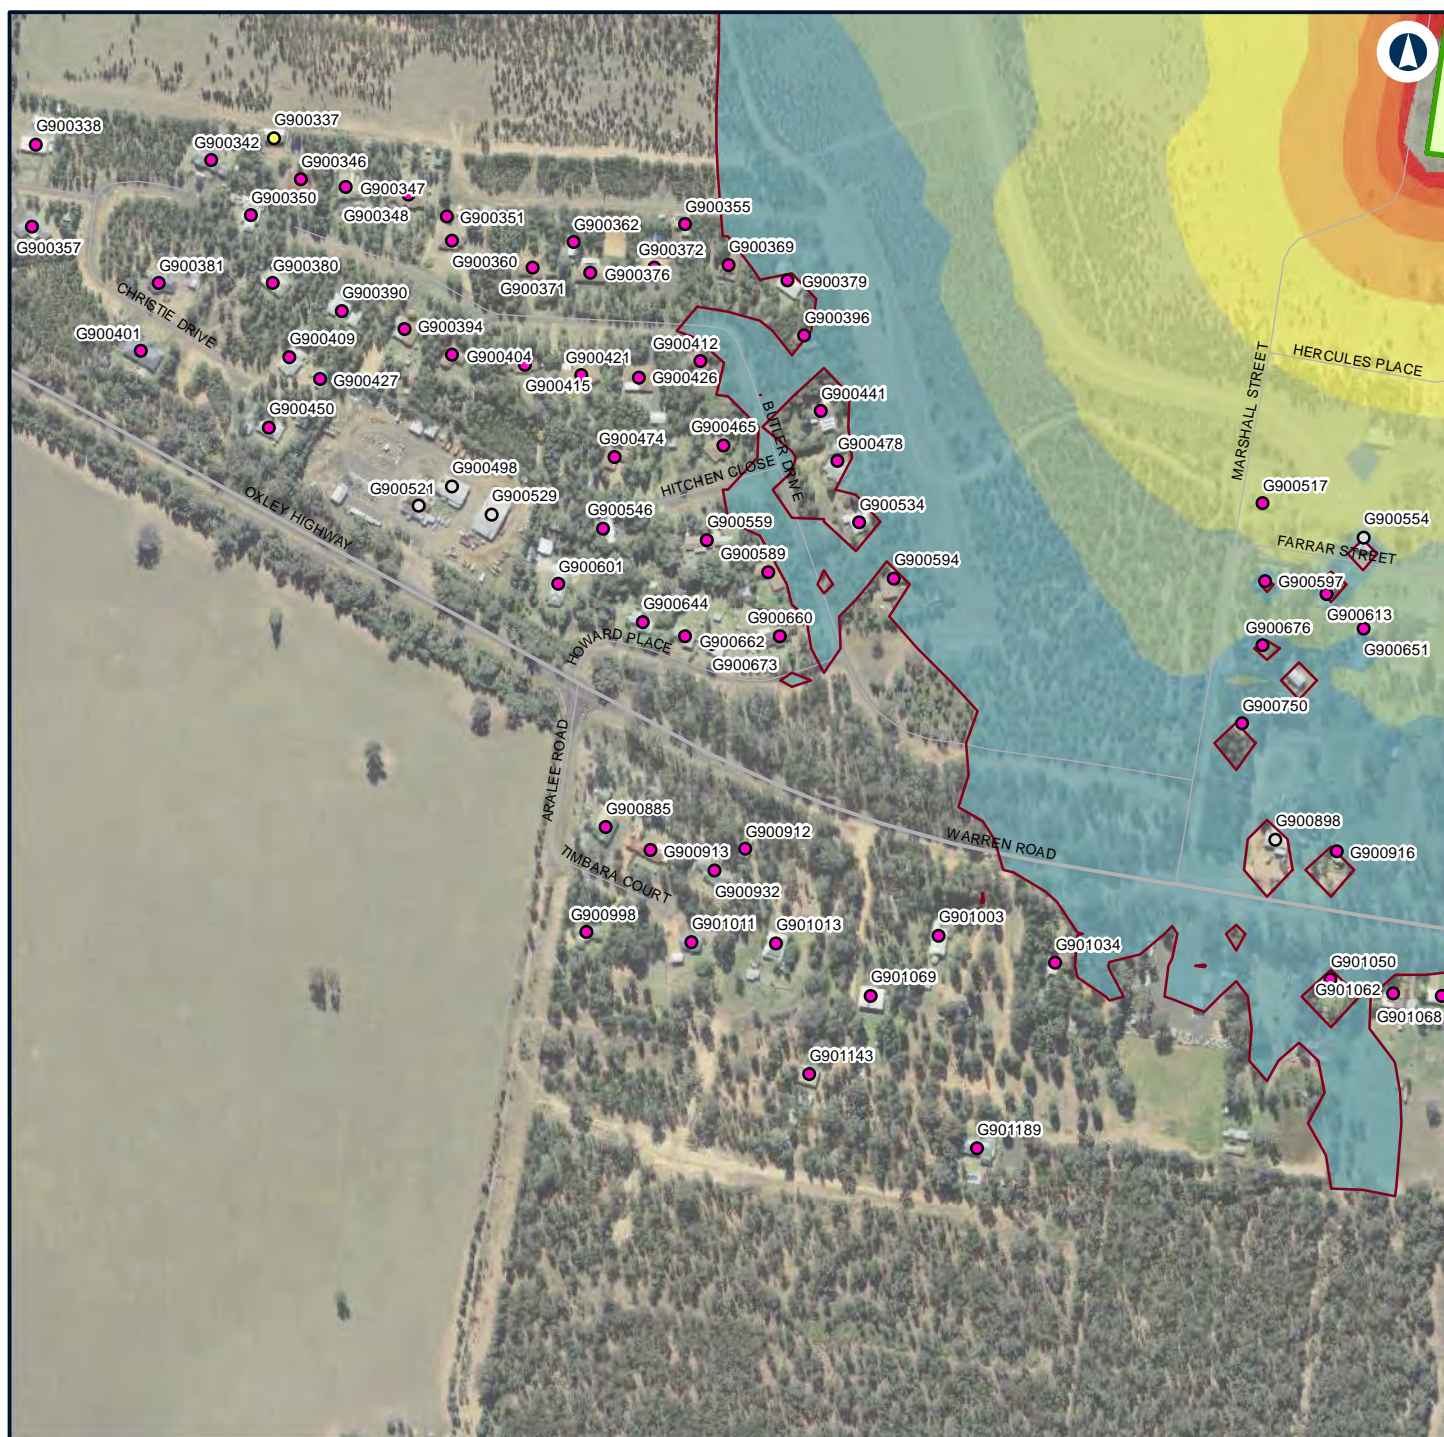 G900338
G900337
G900342
G900346
G900347
G900348
G900350
G900351
G900355
G900357
G900362
G900360
G900372
G900369
G900371
G900376
G900379
G900381
G900380
G900390
CHRISTIE DRIVE
G900394
G900396
G900401
G900409
G900404
G900421
G900412
G900415
G900426
G900427
HERCULES PLACE
MARSHALL STREET
G900450
G900441
BUTLER DRIVE
G900465
G900474
G900478
HITCHEN CLOSE
G900498
G900521
G900529
OXLEY HIGHWAY
G900517
G900534
G900554
FARRAR STREET
G900546
G900559
G900589
G900594
G900601
G900597
G900613
G900644
G900660
G900662
HOWARD PLACE
G900673
G900676
G900651
G900750
ARALEE ROAD
G900885
G900912
G900913
TIMBARA COURT
G900932
WARREN ROAD
G900898
G900916
G900998
G901011
G901013
G901003
G901034
G901050
G901062
G901068
G901069
G901143
G901189